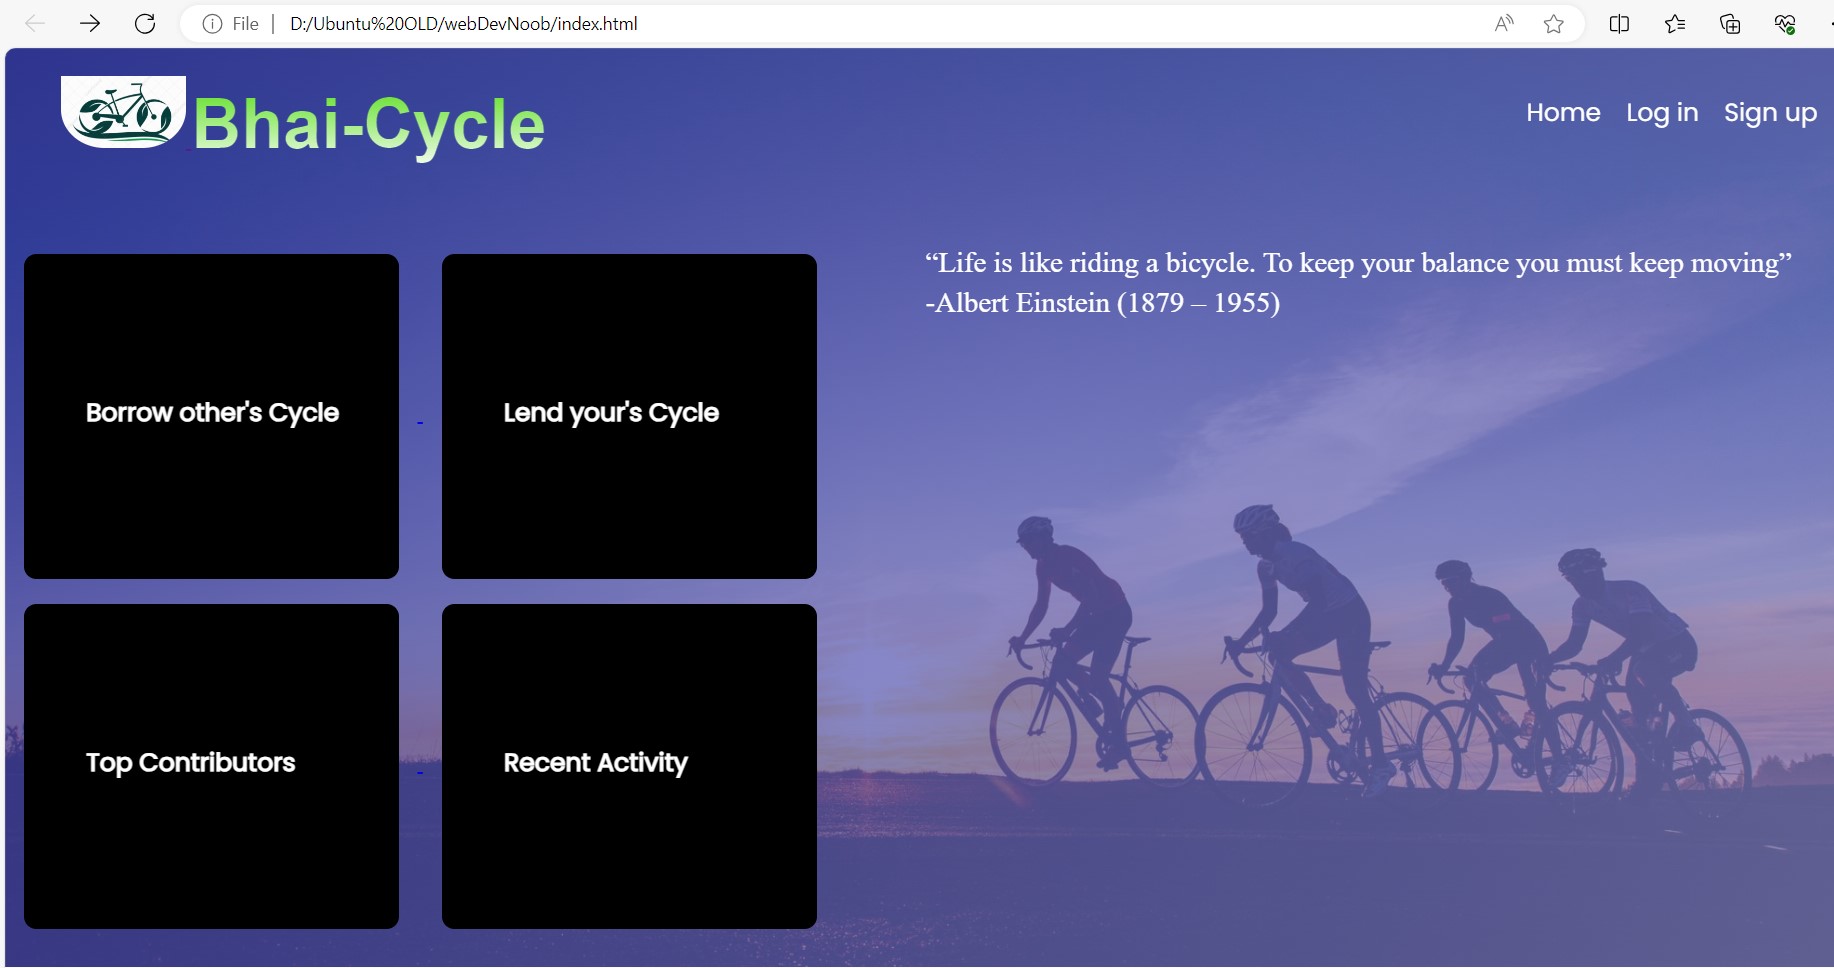 File
D:/Ubuntu%20OLD/webDevNoob/index.html
Bhai-Cycle
Home Log in Sign up
“Life is like riding a bicycle. To keep your balance you must keep moving”
-Albert Einstein (1879 – 1955)
Borrow other's Cycle
Lend your's Cycle
Top Contributors
Recent Activity